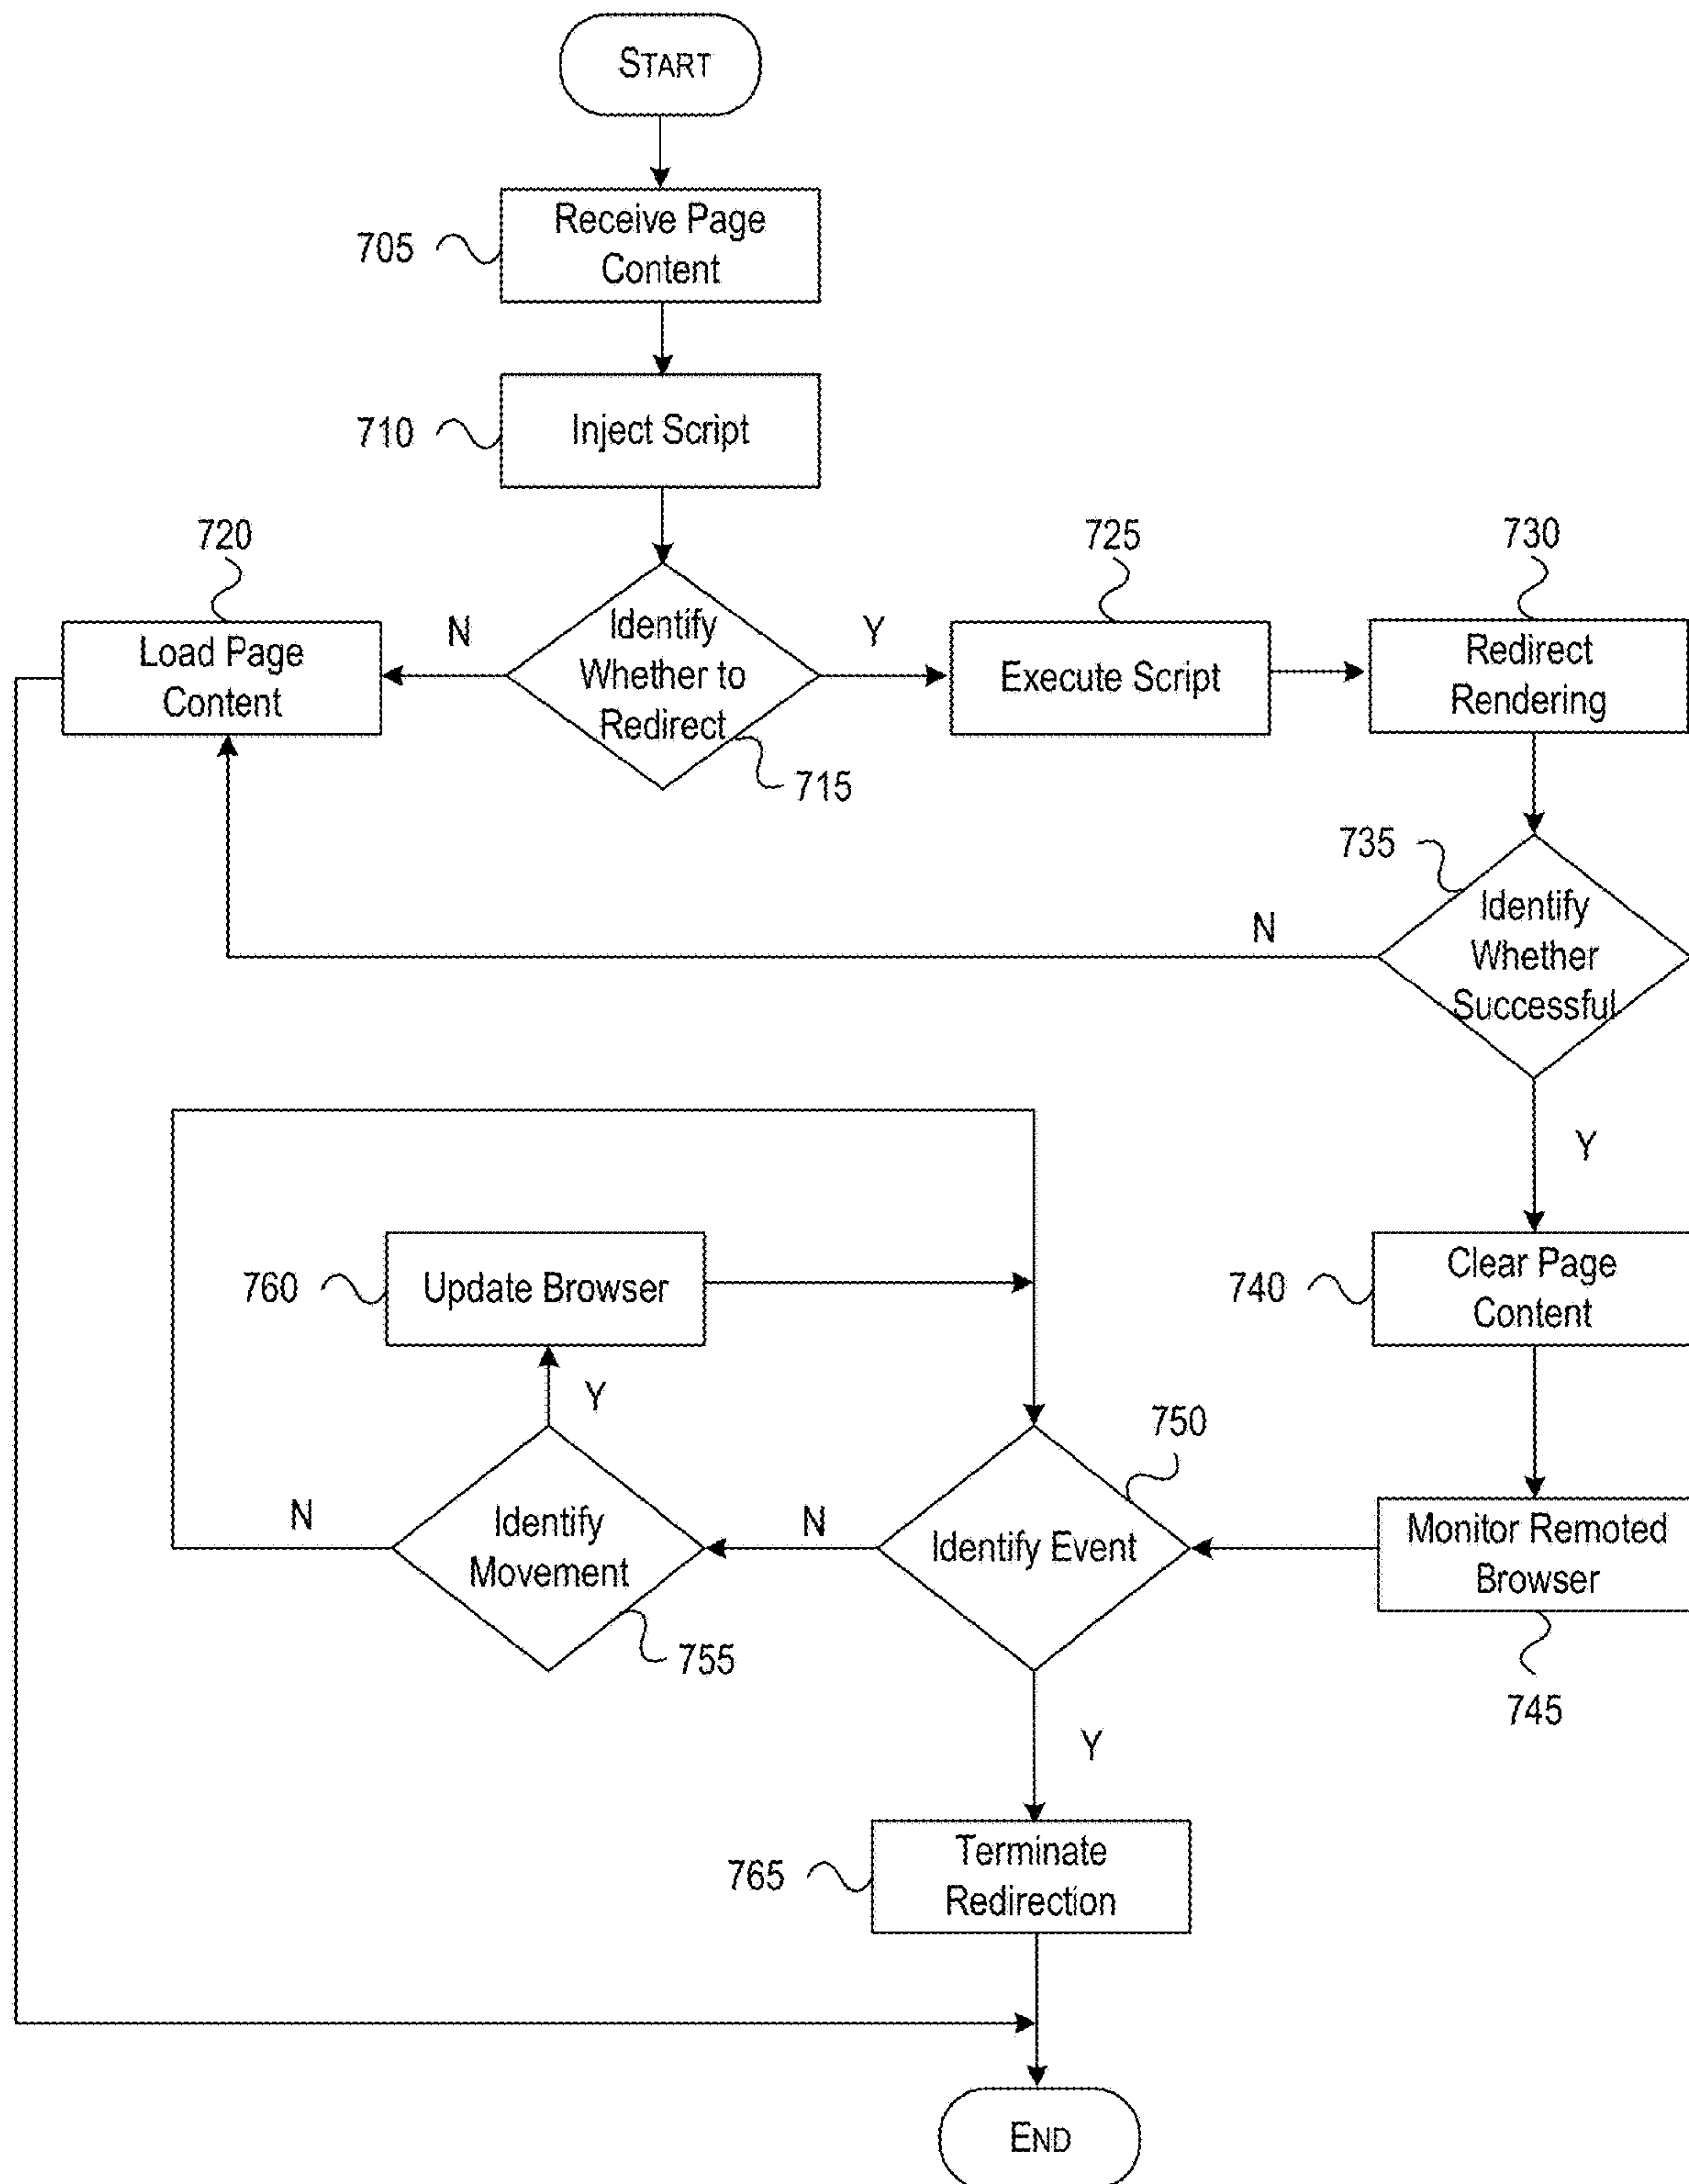 START
Receive Page
Content
705
Inject Script
710
720
725
730
Load Page
Content
N
Identify
Whether to
Redirect
Y
Execute Script
Redirect
Rendering
715
735
Identify
Whether
Successful
N
Y
760
Update Browser
740
Clear Page
Content
Y
750
N
Identify
Movement
N
Identify Event
Monitor Remoted
Browser
755
745
Y
765
Terminate
Redirection
END